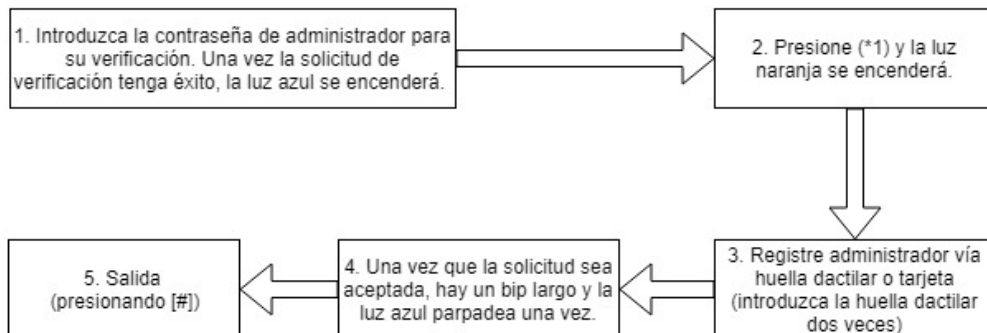 1. Introduzca la contraseña de administrador para
su verificación. Una vez la solicitud de
verificación tenga éxito, la luz azul se encenderá.
2. Presione (*1) y la luz
naranja se encenderá.
3. Registre administrador vía
huella dactilar o tarjeta
(introduzca la huella dactilar
dos veces)
4. Una vez que la solicitud sea
aceptada, hay un bip largo y la
luz azul parpadea una vez.
5. Salida
(presionando [#])